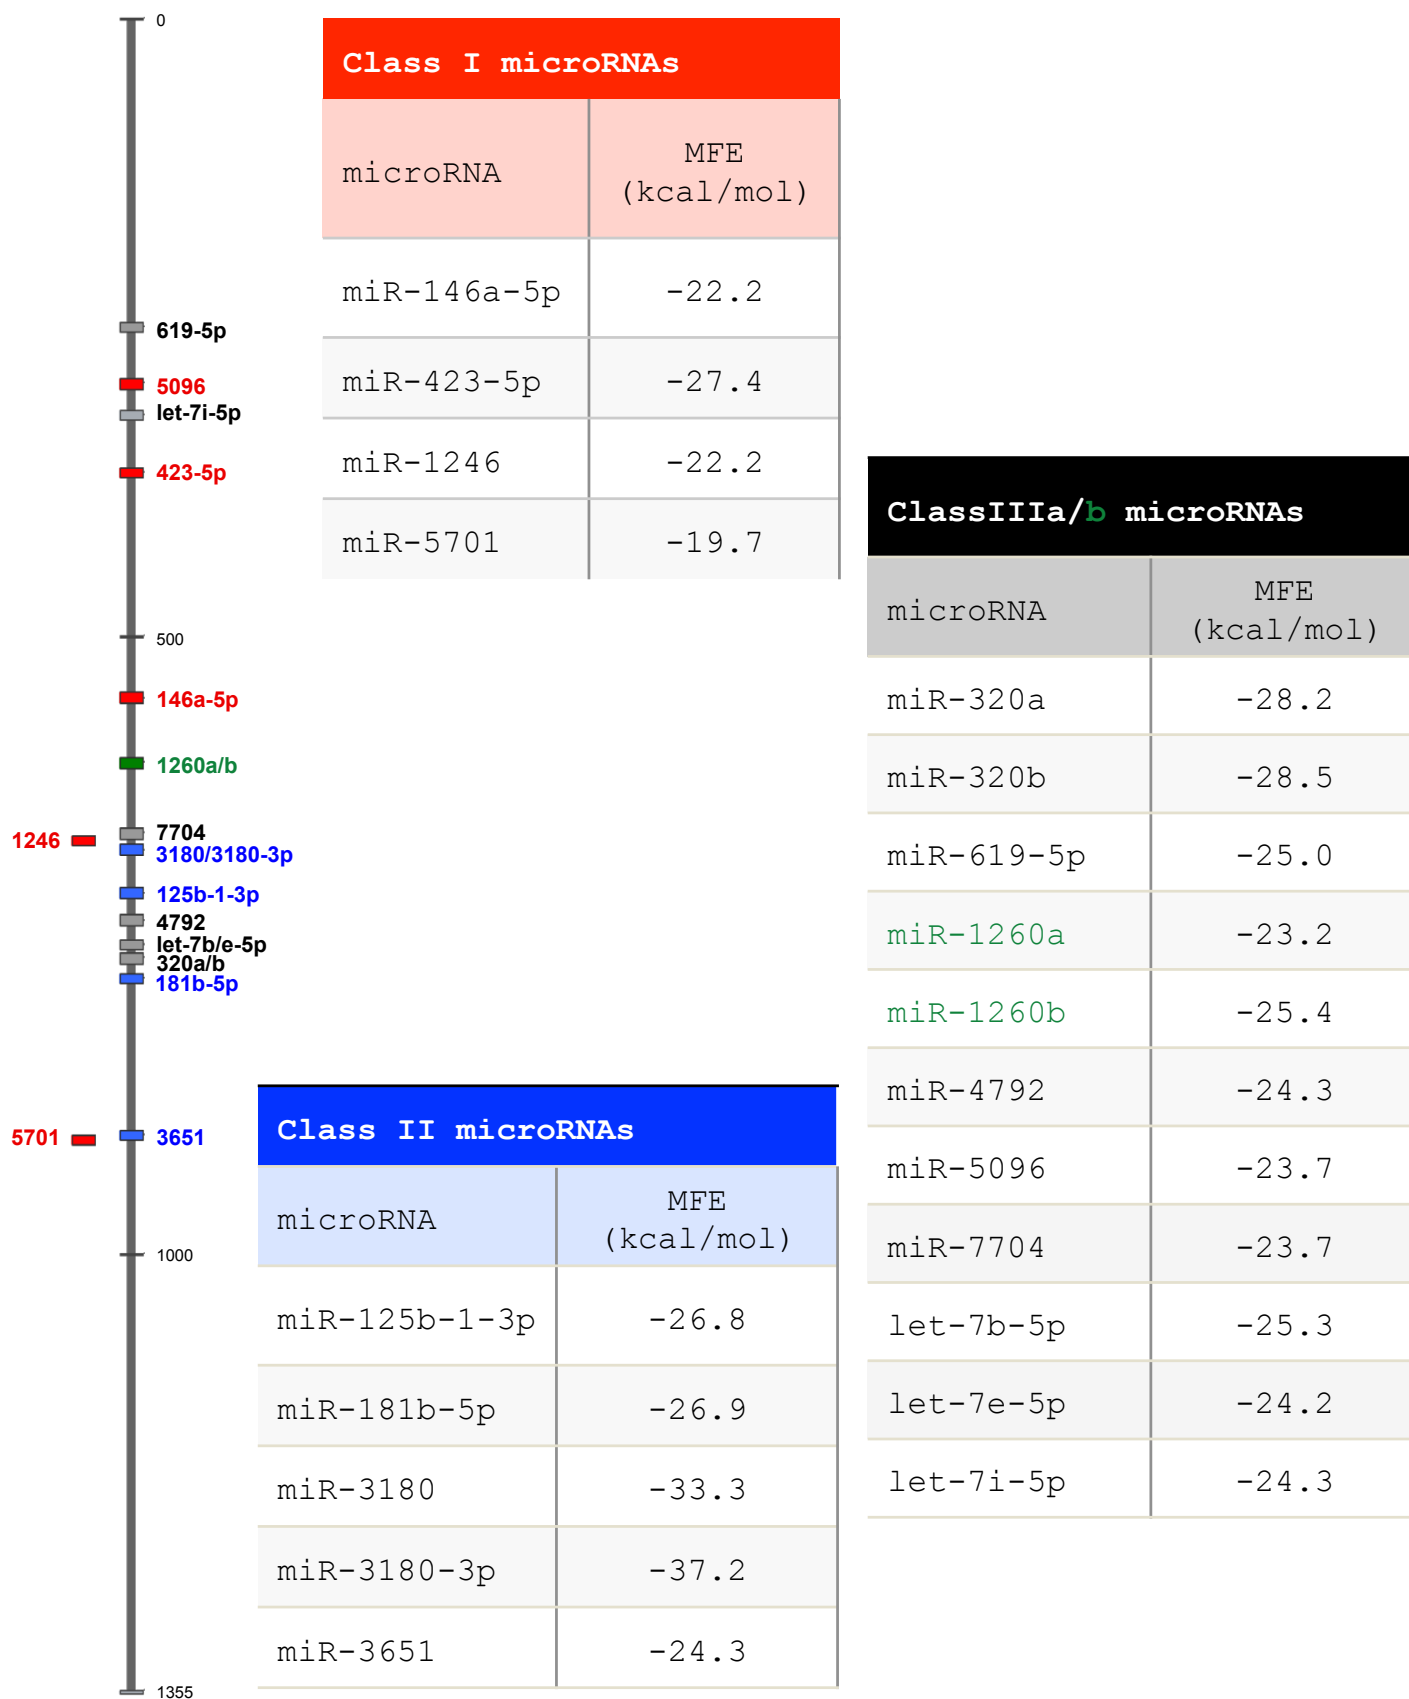 0
619-5p
5096
let-7i-5p
423-5p
500
146a-5p
1260a/b
7704
1246
3180/3180-3p
125b-1-3p
4792
let-7b/e-5p
320a/b
181b-5p
5701
3651
1000
1355
Class I microRNAs
microRNA MFE (kcal/mol)
miR-146a-5p -22.2
miR-423-5p -27.4
miR-1246 -22.2
miR-5701 -19.7
ClassIIIa/b microRNAs
microRNA MFE (kcal/mol)
miR-320a -28.2
miR-320b -28.5
miR-619-5p -25.0
miR-1260a -23.2
miR-1260b -25.4
miR-4792 -24.3
miR-5096 -23.7
miR-7704 -23.7
let-7b-5p -25.3
let-7e-5p -24.2
let-7i-5p -24.3
Class II microRNAs
microRNA MFE (kcal/mol)
miR-125b-1-3p -26.8
miR-181b-5p -26.9
miR-3180 -33.3
miR-3180-3p -37.2
miR-3651 -24.3